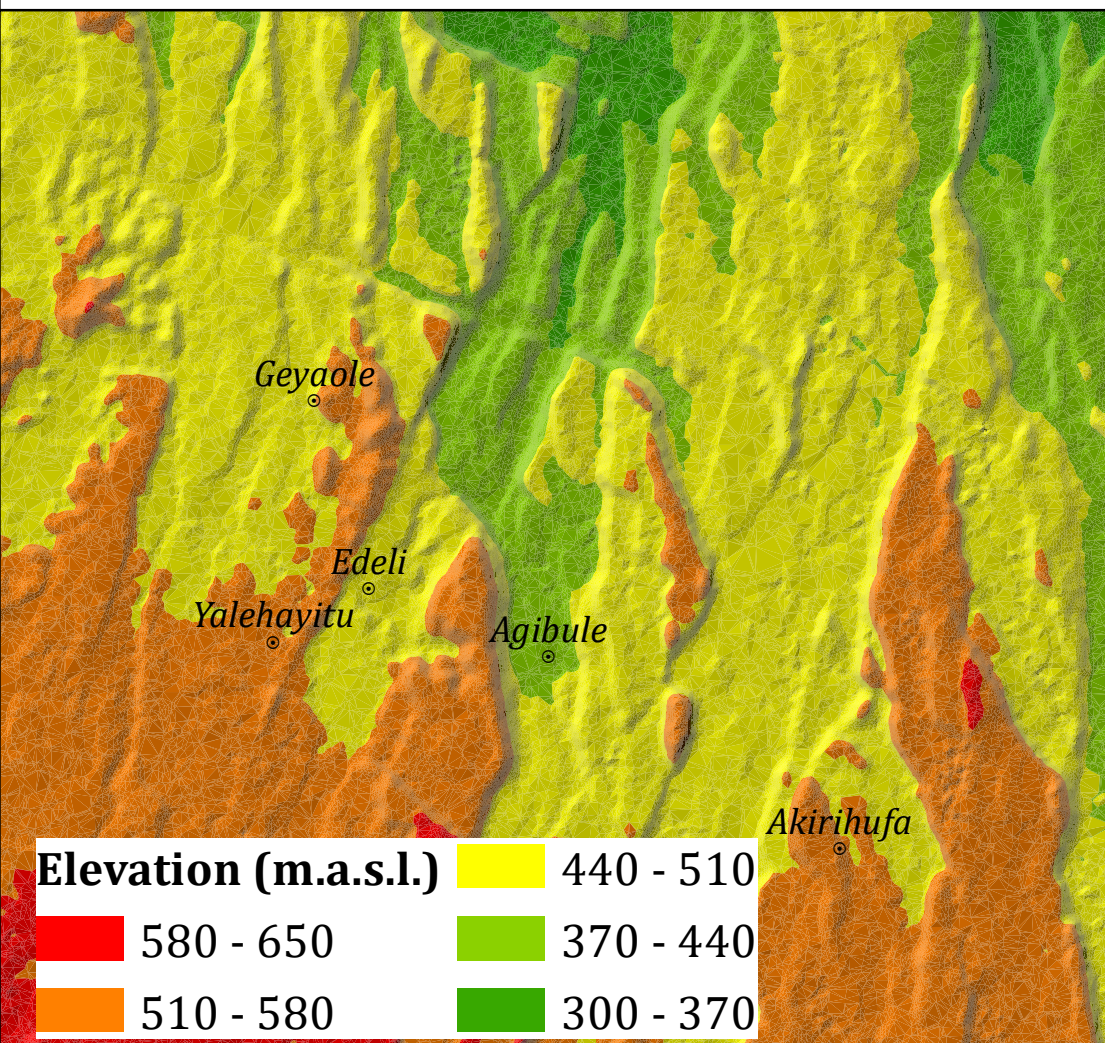 Geyaole
Edeli
Yalehayitu
Agibule
Akirihufa
Elevation (m.a.s.l.)
580 - 650
510 - 580
440 - 510
370 - 440
300 - 370